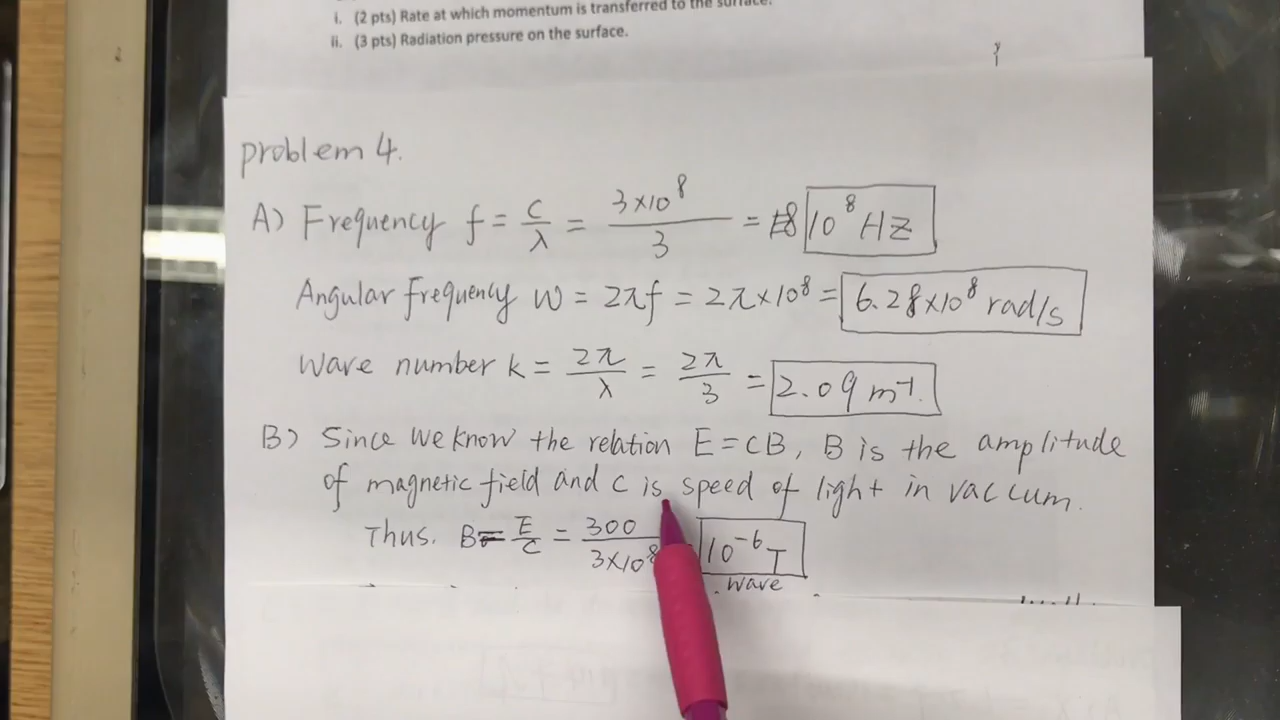 i. (2 pts) Rate at which momentum is transferred to the surface.
ii. (3 pts) Radiation pressure on the surface.
problem 4.
A) Frequency f = c/λ = 3×10^8/3 = 10^8 Hz
Angular frequency w = 2πf = 2π×10^8 = 6.28×10^8 rad/s
Wave number k = 2π/λ = 2π/3 = 2.09 m^-1.
B) Since we know the relation E = cB, B is the amplitude
of magnetic field and c is speed of light in vaccum.
Thus. B = E/c = 300/3×10^8 10^-6 T
wave